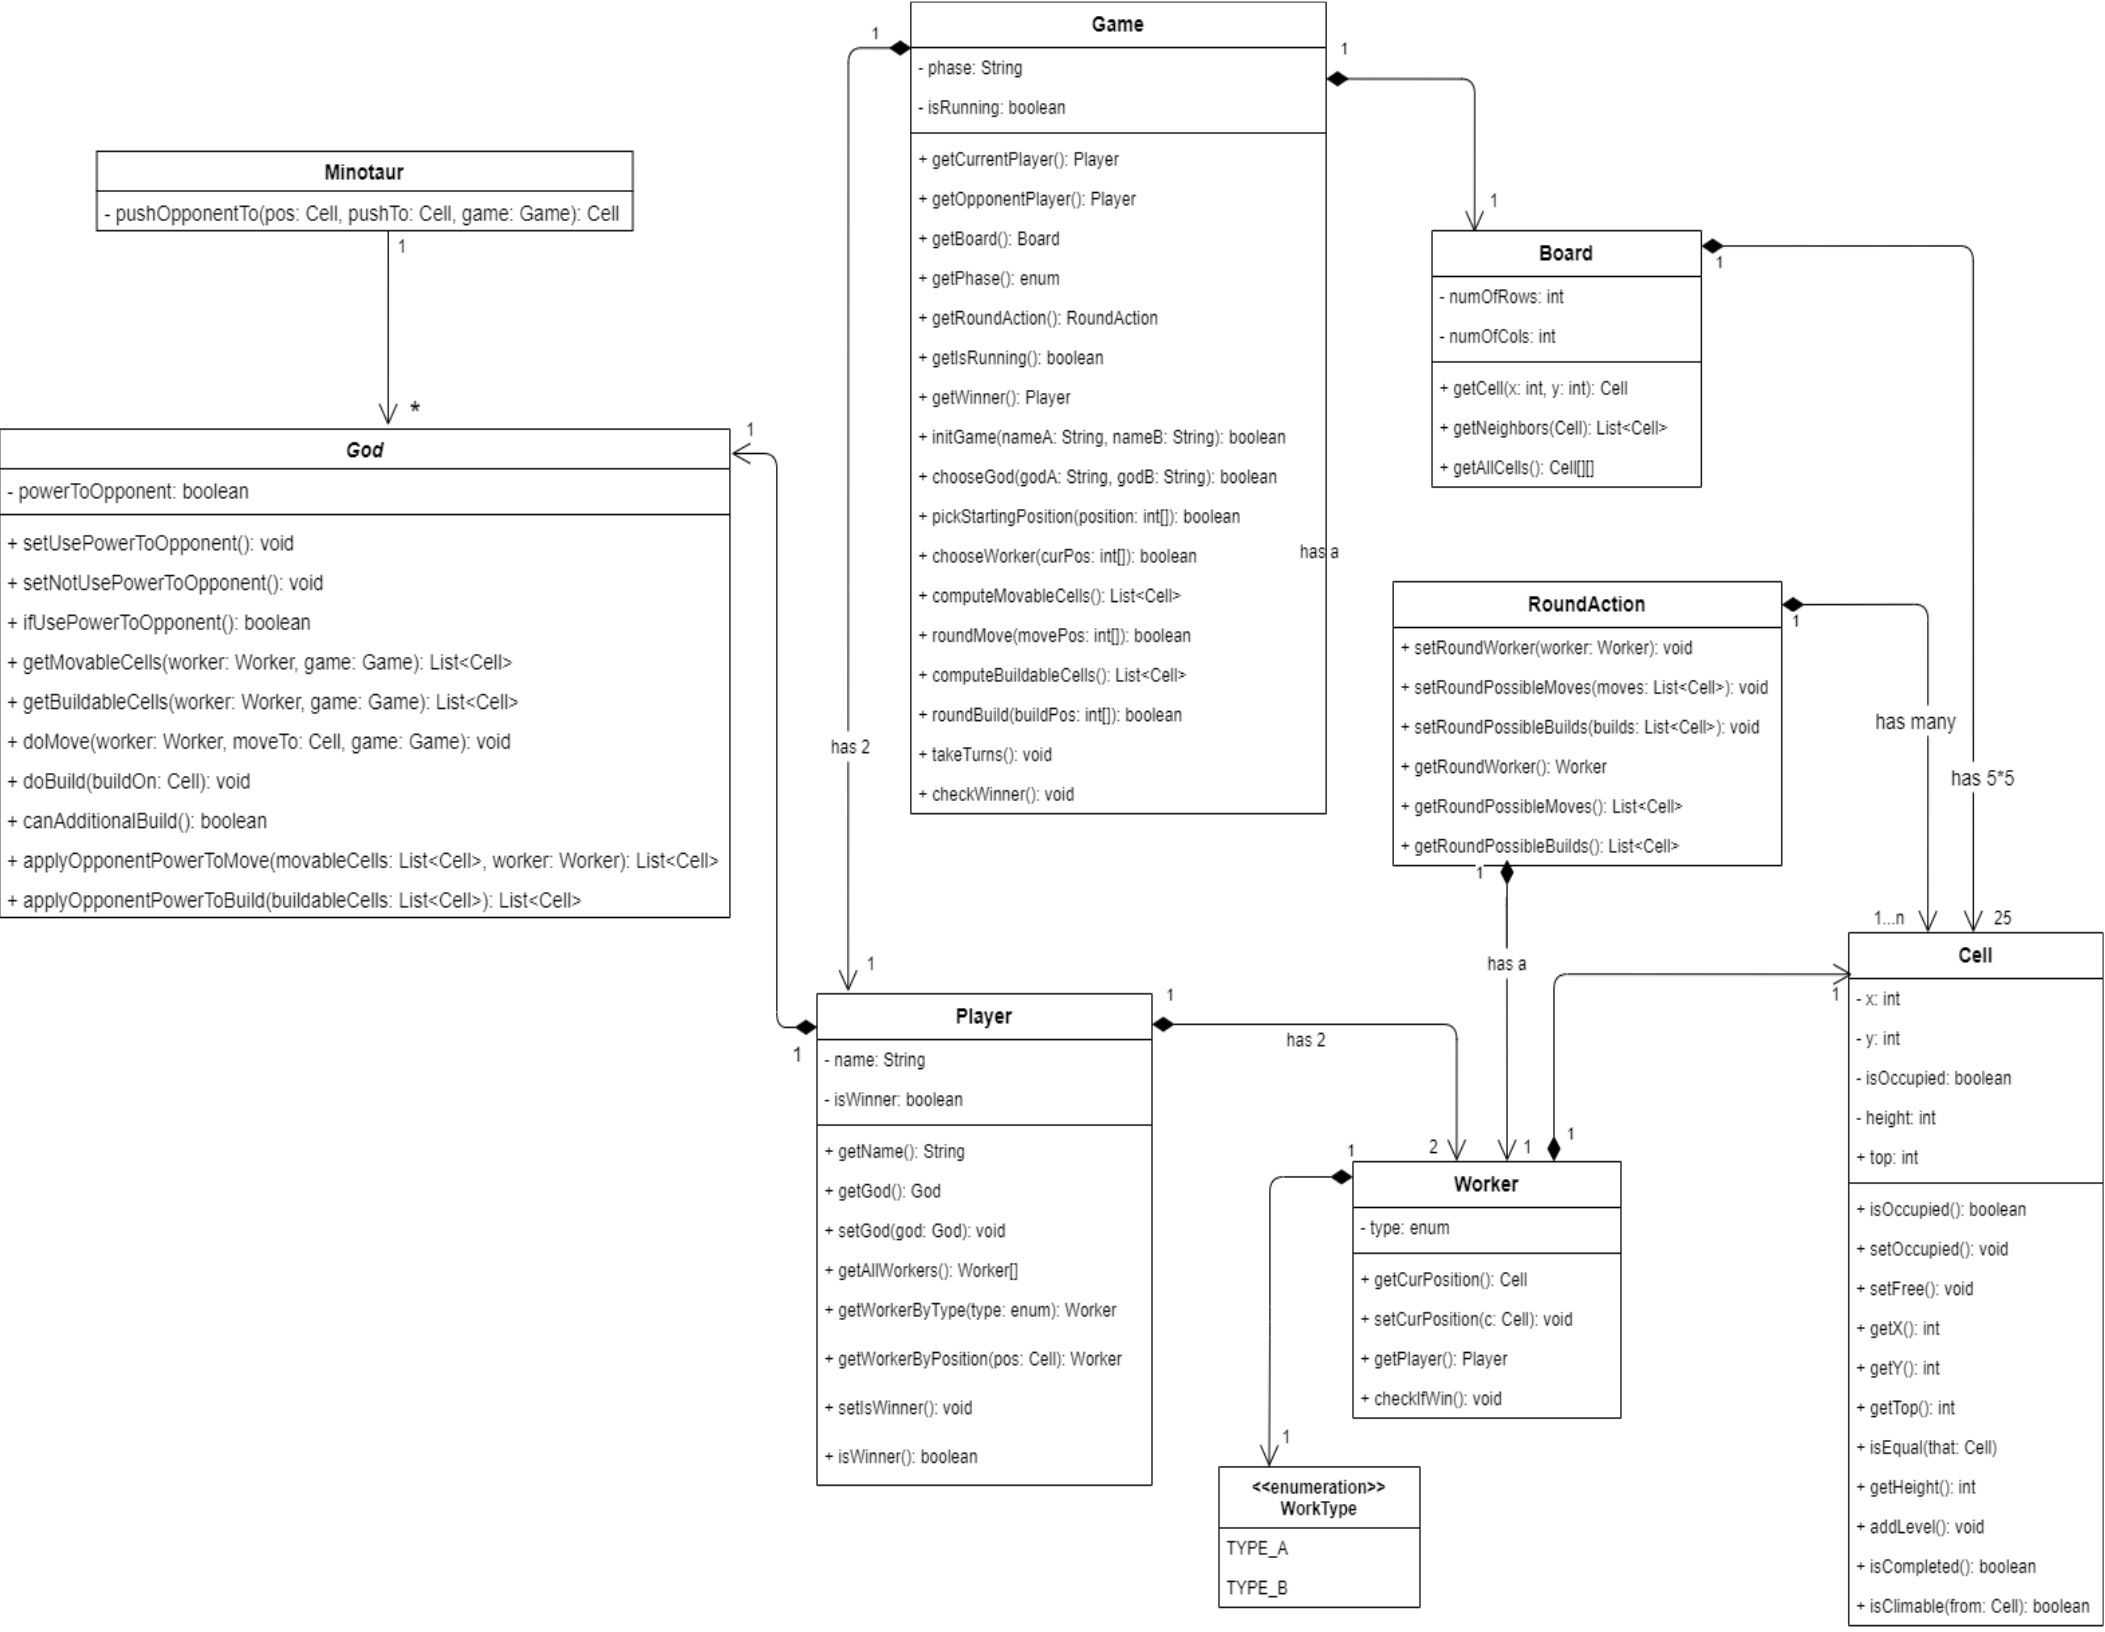 Game
- phase: String
- isRunning: boolean
+ getCurrentPlayer(): Player
+ getOpponentPlayer(): Player
+ getBoard(): Board
+ getPhase(): enum
+ getRoundAction(): RoundAction
+ getIsRunning(): boolean
+ getWinner(): Player
+ initGame(nameA: String, nameB: String): boolean
+ chooseGod(godA: String, godB: String): boolean
+ pickStartingPosition(position: int[]): boolean
+ chooseWorker(curPos: int[]): boolean
+ computeMovableCells(): List<Cell>
+ roundMove(movePos: int[]): boolean
+ computeBuildableCells(): List<Cell>
+ roundBuild(buildPos: int[]): boolean
+ takeTurns(): void
+ checkWinner(): void
1
1
has a
has 2
1
1
Minotaur
- pushOpponentTo(pos: Cell, pushTo: Cell, game: Game): Cell
1
*
God
- powerToOpponent: boolean
+ setUsePowerToOpponent(): void
+ setNotUsePowerToOpponent(): void
+ ifUsePowerToOpponent(): boolean
+ getMovableCells(worker: Worker, game: Game): List<Cell>
+ getBuildableCells(worker: Worker, game: Game): List<Cell>
+ doMove(worker: Worker, moveTo: Cell, game: Game): void
+ doBuild(buildOn: Cell): void
+ canAdditionalBuild(): boolean
+ applyOpponentPowerToMove(movableCells: List<Cell>, worker: Worker): List<Cell>
+ applyOpponentPowerToBuild(buildableCells: List<Cell>): List<Cell>
1
Board
- numOfRows: int
- numOfCols: int
+ getCell(x: int, y: int): Cell
+ getNeighbors(Cell): List<Cell>
+ getAllCells(): Cell[][]
1
has 5*5
25
RoundAction
+ setRoundWorker(worker: Worker): void
+ setRoundPossibleMoves(moves: List<Cell>): void
+ setRoundPossibleBuilds(builds: List<Cell>): void
+ getRoundWorker(): Worker
+ getRoundPossibleMoves(): List<Cell>
+ getRoundPossibleBuilds(): List<Cell>
1
has many
1...n
1
has a
1
Player
- name: String
- isWinner: boolean
+ getName(): String
+ getGod(): God
+ setGod(god: God): void
+ getAllWorkers(): Worker[]
+ getWorkerByType(type: enum): Worker
+ getWorkerByPosition(pos: Cell): Worker
+ setIsWinner(): void
+ isWinner(): boolean
1
1
has 2
2
Worker
- type: enum
+ getCurPosition(): Cell
+ setCurPosition(c: Cell): void
+ getPlayer(): Player
+ checkIfWin(): void
1
1
1
1
<<enumeration>>
WorkType
TYPE_A
TYPE_B
Cell
- x: int
- y: int
- isOccupied: boolean
- height: int
+ top: int
+ isOccupied(): boolean
+ setOccupied(): void
+ setFree(): void
+ getX(): int
+ getY(): int
+ getTop(): int
+ isEqual(that: Cell)
+ getHeight(): int
+ addLevel(): void
+ isCompleted(): boolean
+ isClimable(from: Cell): boolean